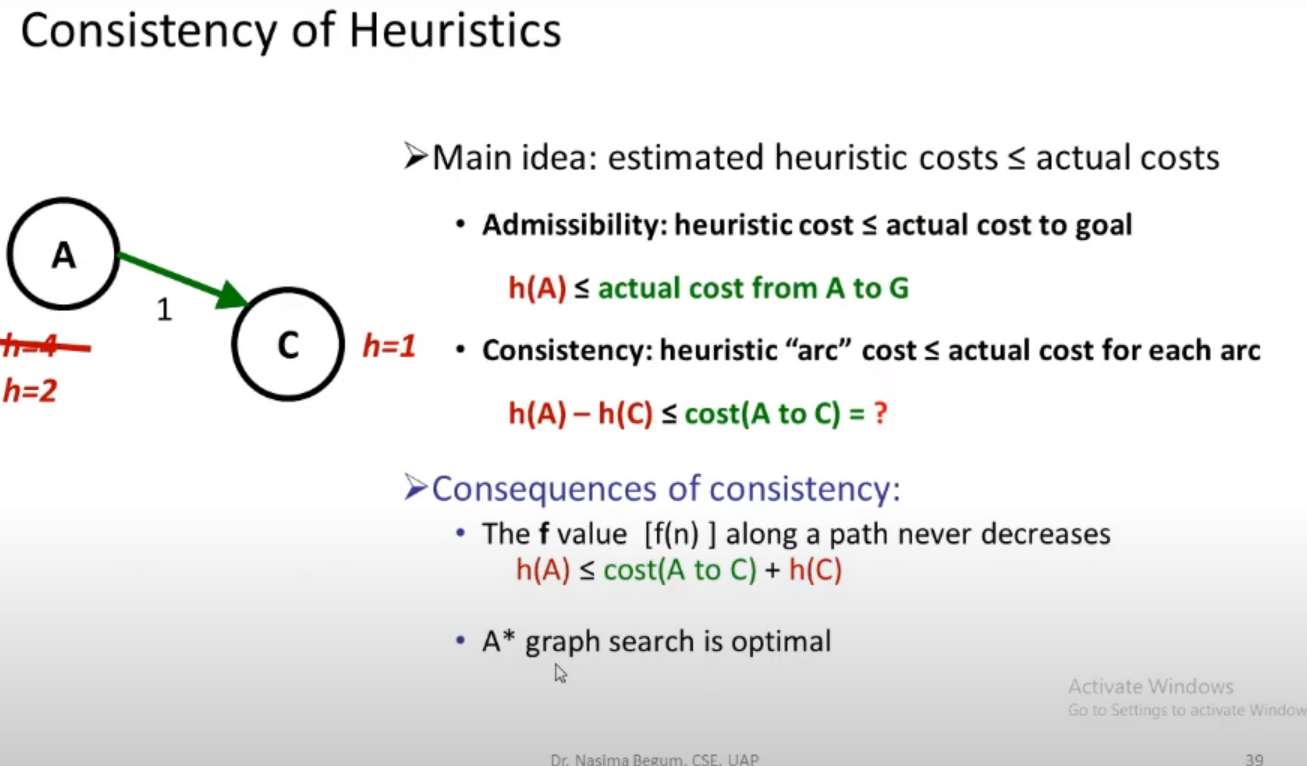 Consistency of Heuristics
➢Main idea: estimated heuristic costs ≤ actual costs
• Admissibility: heuristic cost ≤ actual cost to goal
h(A) ≤ actual cost from A to G
• Consistency: heuristic “arc” cost ≤ actual cost for each arc
h(A) – h(C) ≤ cost(A to C) = ?
A
1
C
h=4
h=2
h=1
➢Consequences of consistency:
• The f value [f(n) ] along a path never decreases
h(A) ≤ cost(A to C) + h(C)
• A* graph search is optimal
Activate Windows
Go to Settings to activate Window
Dr. Nasima Begum, CSE, UAP
39